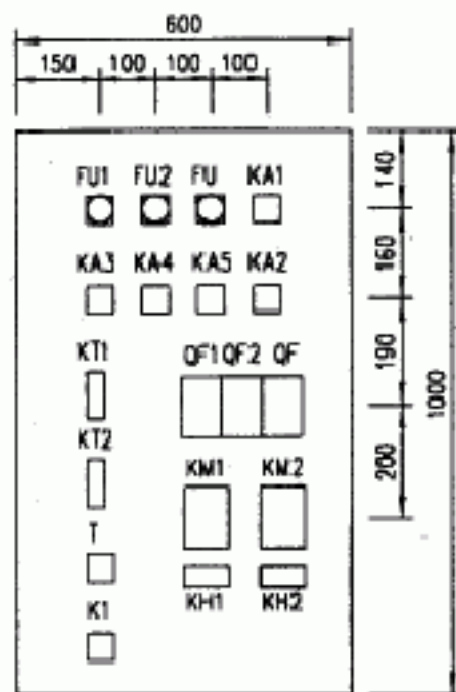 600
150 100 100 100
FU1 FU2 FU KA1
140
KA3 KA4 KA5 KA2
160
KT1 QF1 QF2 QF
190
1000
KT2
KM1 KM2
200
T
KH1 KH2
K1